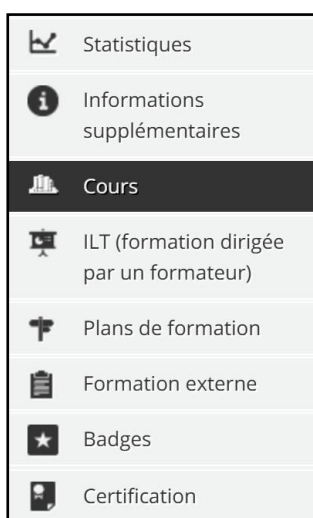 Statistiques
Informations
supplémentaires
Cours
ILT (formation dirigée
par un formateur)
Plans de formation
Formation externe
Badges
Certification